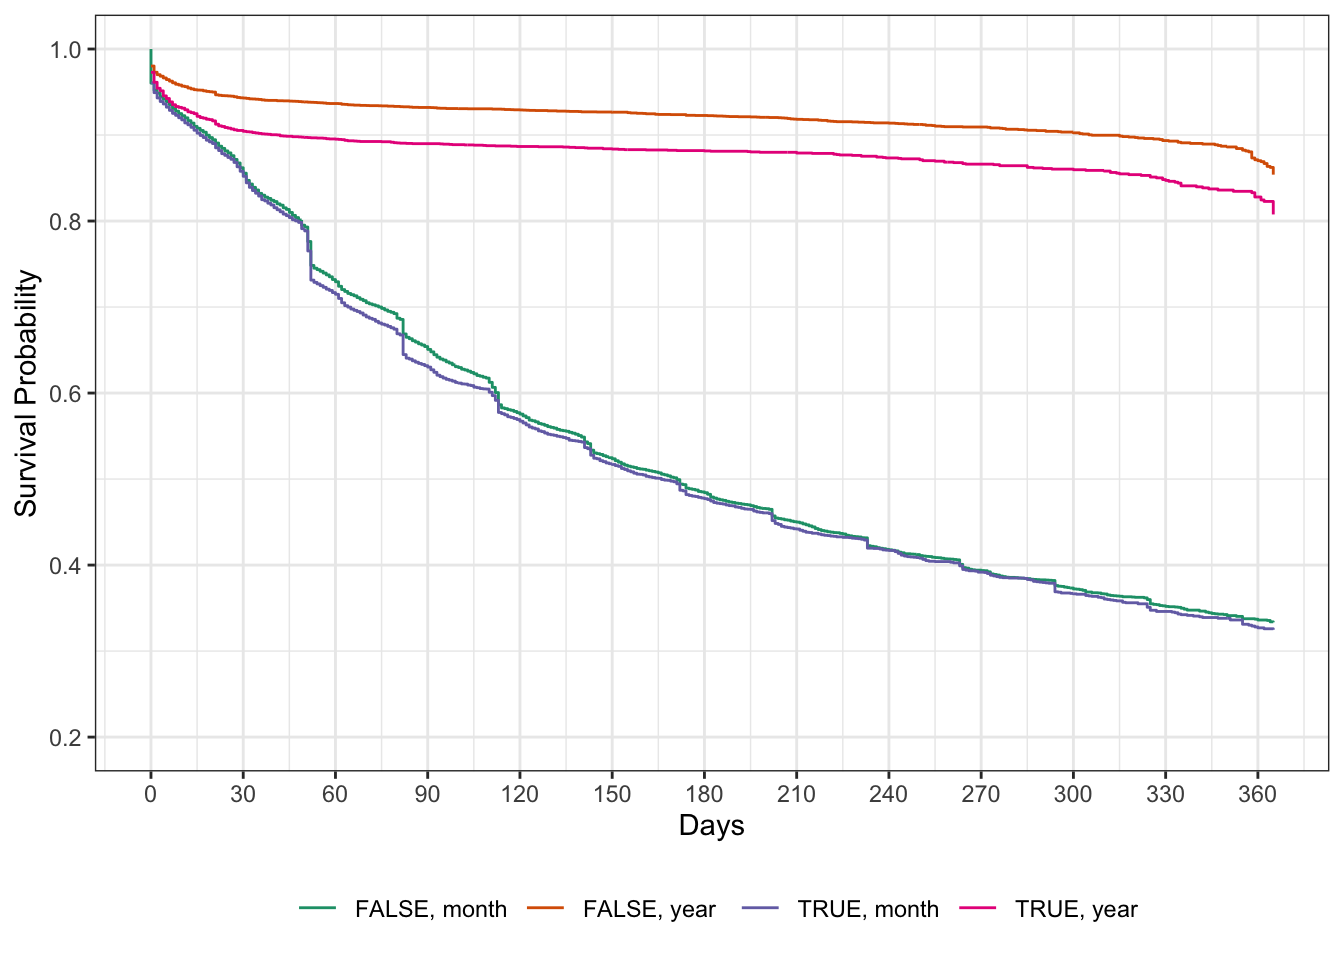 1.0
0.8
0.6
0.4
0.2
Survival Probability
0 30 60 90 120 150 180 210 240 270 300 330 360
Days
FALSE, month FALSE, year TRUE, month TRUE, year